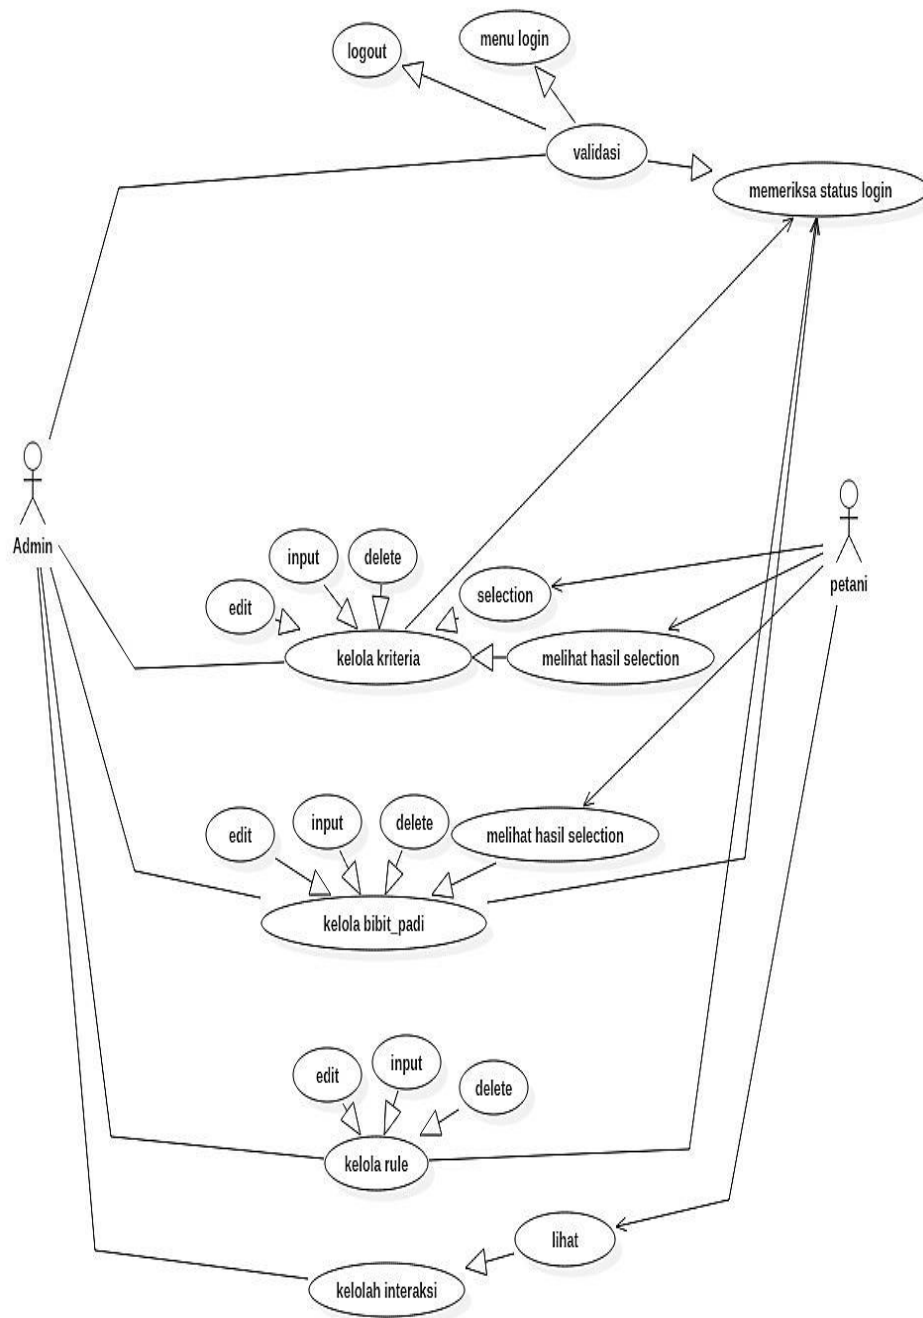 menu login
logout
validasi
memeriksa status login
Admin
petani
input
delete
selection
edit
kelola kriteria
melihat hasil selection
edit
input
delete
melihat hasil selection
kelola bibit_padi
edit
input
delete
kelola rule
lihat
kelolah interaksi